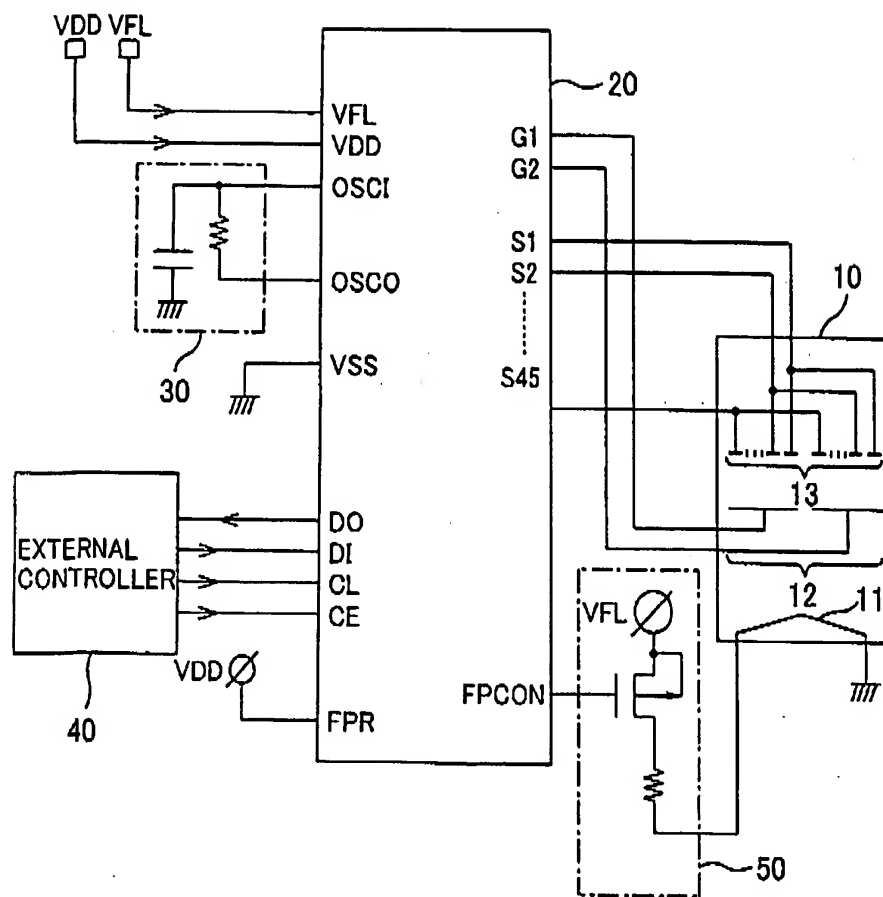 VDD VFL
20
VFL
VDD
G1
G2
OSCI
S1
S2
10
OSCO
30
VSS
S45
13
DO
DI
CL
CE
EXTERNAL
CONTROLLER
12
11
VFL
VDD
40
FPCON
FPR
50